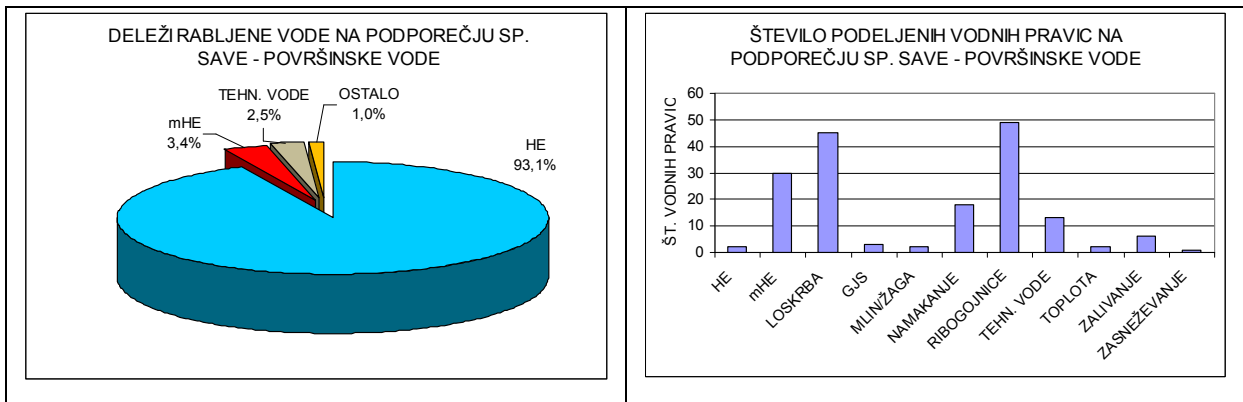 DELEŽI RABLJENE VODE NA PODPOREČJU SP.
SAVE - POVRŠINSKE VODE
TEHN. VODE
2,5%
OSTALO
1,0%
mHE
3,4%
HE
93,1%
ŠTEVILO PODELJENIH VODNIH PRAVIC NA
PODPOREČJU SP. SAVE - POVRŠINSKE VODE
ŠT. VODNIH PRAVIC
60
50
40
30
20
10
0
HE
mHE
LOSKRBA
GJS
MLIN/ŽAGA
NAMAKANJE
RIBOGOJNICE
TEHN. VODE
TOPLOTA
ZALIVANJE
ZASNEŽEVANJE